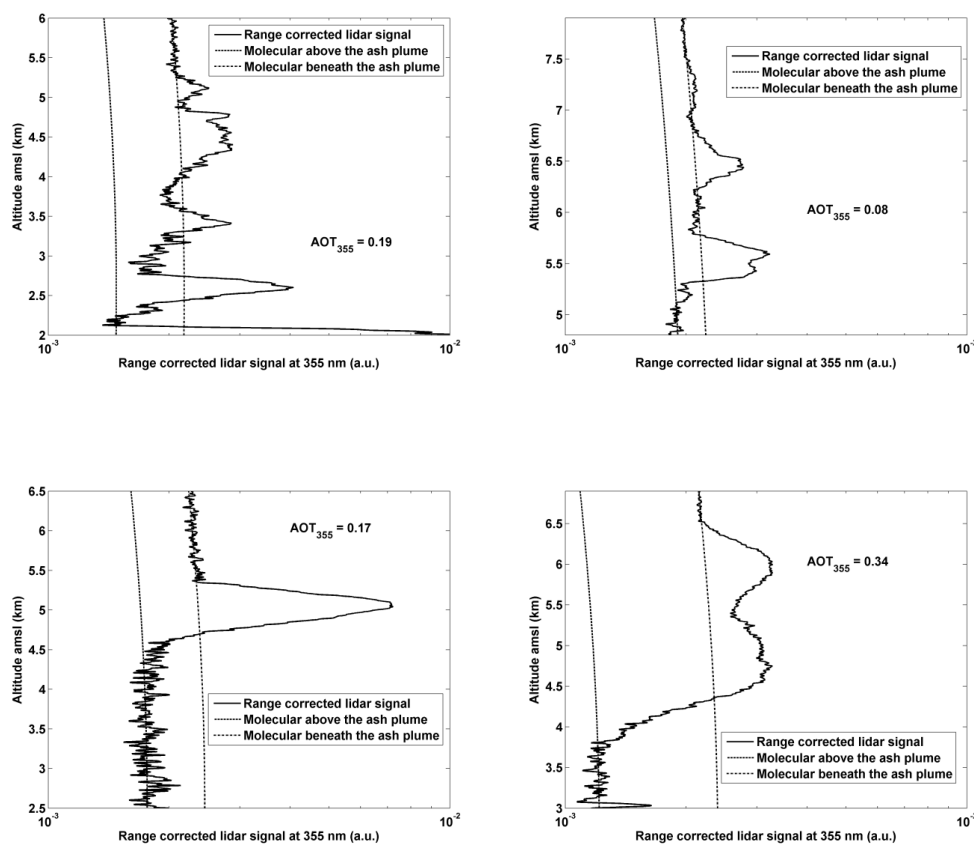 6
5
4
3.5
3
2.5
2
Altitude amsl (km)
Range corrected lidar signal
Molecular above the ash plume
Molecular beneath the ash plume
AOT355 = 0.19
10^-3
10^-2
Range corrected lidar signal at 355 nm (a.u.)
7
6.5
6
5.5
5
Altitude amsl (km)
Range corrected lidar signal
Molecular above the ash plume
Molecular beneath the ash plume
AOT355 = 0.08
10^-3
Range corrected lidar signal at 355 nm (a.u.)
6.5
6
5.5
5
4.5
4
3.5
3
2.5
Altitude amsl (km)
AOT355 = 0.17
Range corrected lidar signal
Molecular above the ash plume
Molecular beneath the ash plume
10^-3
10^-2
Range corrected lidar signal at 355 nm (a.u.)
6.5
6
5.5
5
4.5
4
3.5
3
Altitude amsl (km)
AOT355 = 0.34
Range corrected lidar signal
Molecular above the ash plume
Molecular beneath the ash plume
10^-3
Range corrected lidar signal at 355 nm (a.u.)